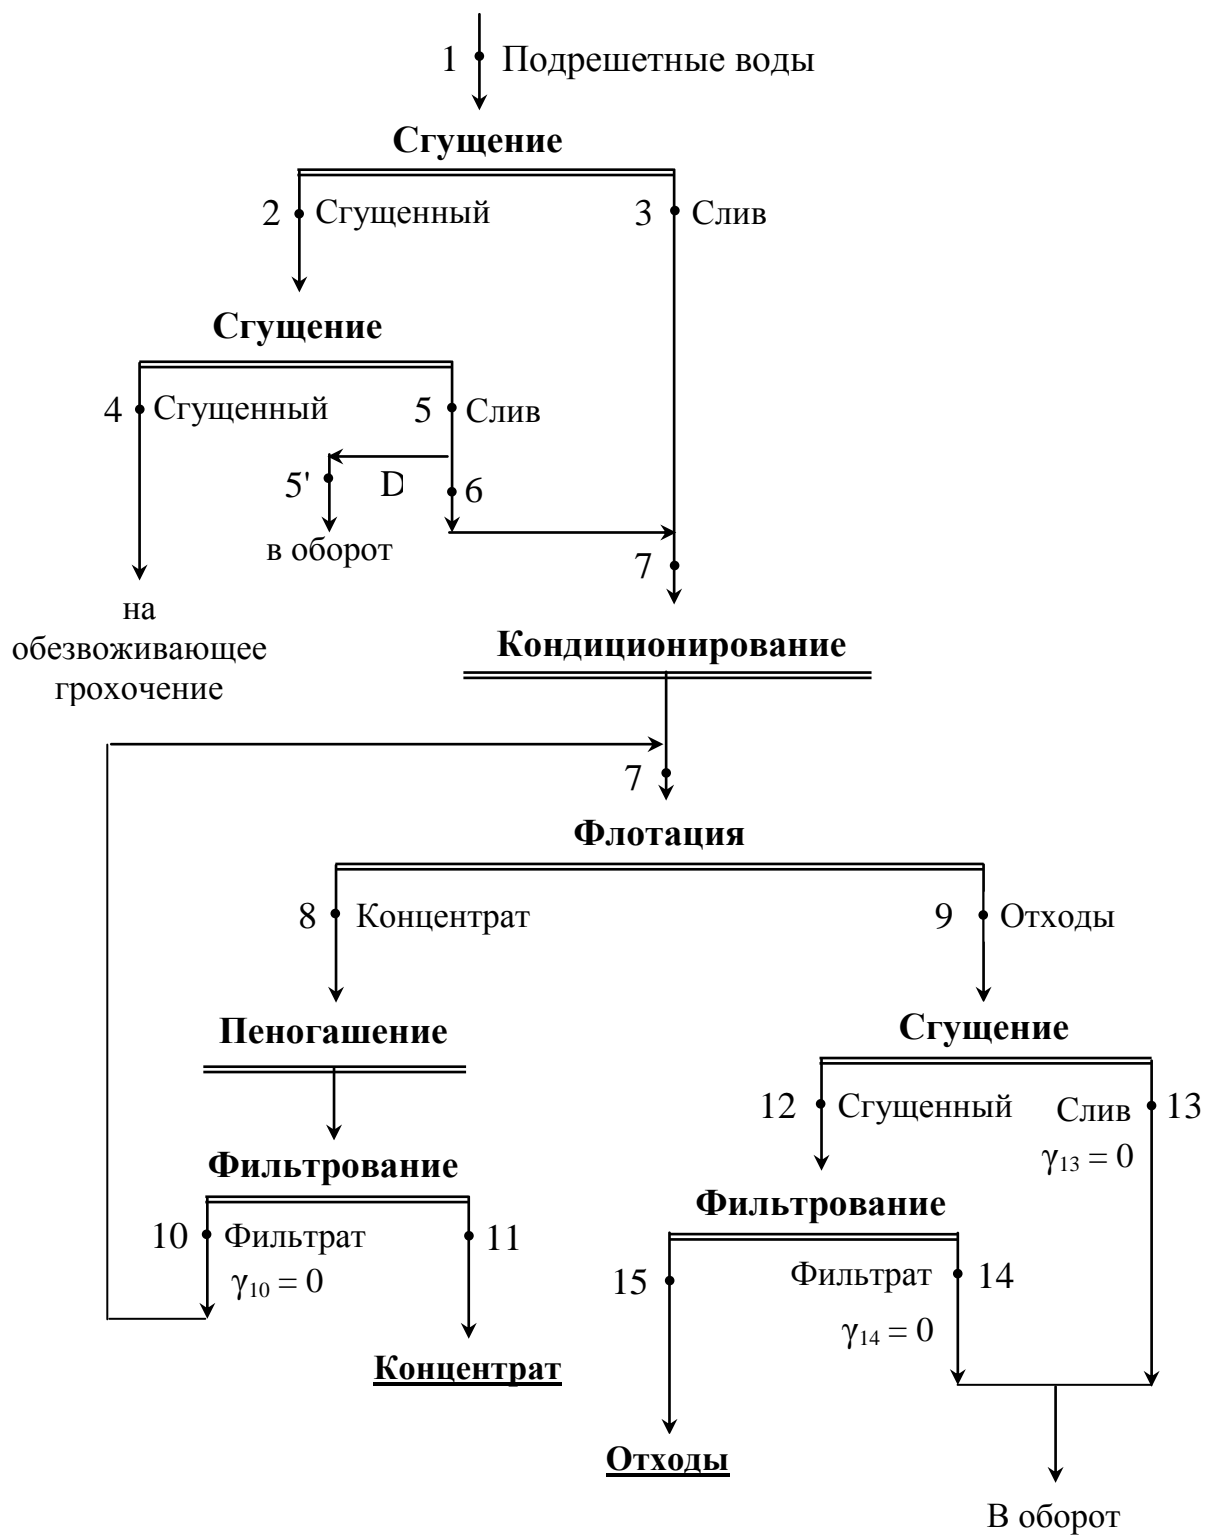 1 Подрешетные воды
Сгущение
2 Сгущенный 3 Слив
Сгущение
4 Сгущенный 5 Слив
5' D 6
в оборот
7
на
обезвоживающее
грохочение
Кондиционирование
7
Флотация
8 Концентрат 9 Отходы
Пеногашение Сгущение
12 Сгущенный Слив 13
γ13 = 0
Фильтрование
Фильтрование
10 Фильтрат 11
γ10 = 0
15 Фильтрат 14
γ14 = 0
Концентрат
Отходы
В оборот